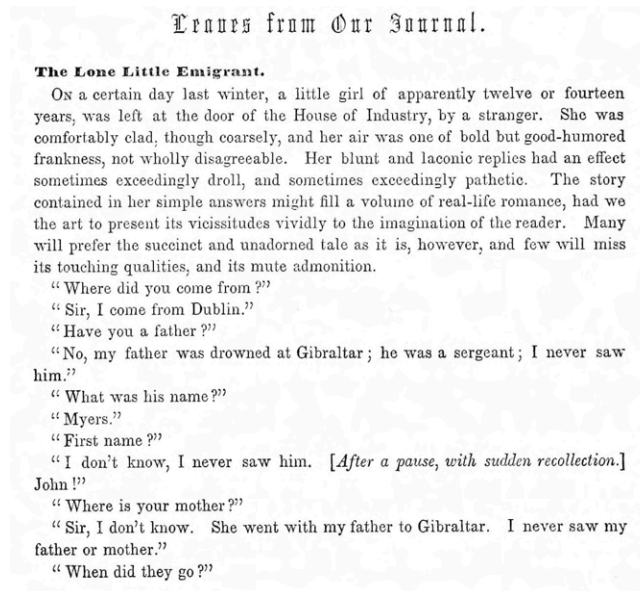 Leaves from Our Journal.
The Lone Little Emigrant.
On a certain day last winter, a little girl of apparently twelve or fourteen
years, was left at the door of the House of Industry, by a stranger. She was
comfortably clad, though coarsely, and her air was one of bold but good-humored
frankness, not wholly disagreeable. Her blunt and laconic replies had an effect
sometimes exceedingly droll, and sometimes exceedingly pathetic. The story
contained in her simple answers might fill a volume of real-life romance, had we
the art to present its vicissitudes vividly to the imagination of the reader. Many
will prefer the succinct and unadorned tale as it is, however, and few will miss
its touching qualities, and its mute admonition.
“Where did you come from?”
“Sir, I come from Dublin.”
“Have you a father?”
“No, my father was drowned at Gibraltar; he was a sergeant; I never saw
him.”
“What was his name?”
“Myers.”
“First name?”
“I don't know, I never saw him. [After a pause, with sudden recollection.]
John!”
“Where is your mother?”
“Sir, I don't know. She went with my father to Gibraltar. I never saw my
father or mother.”
“When did they go?”